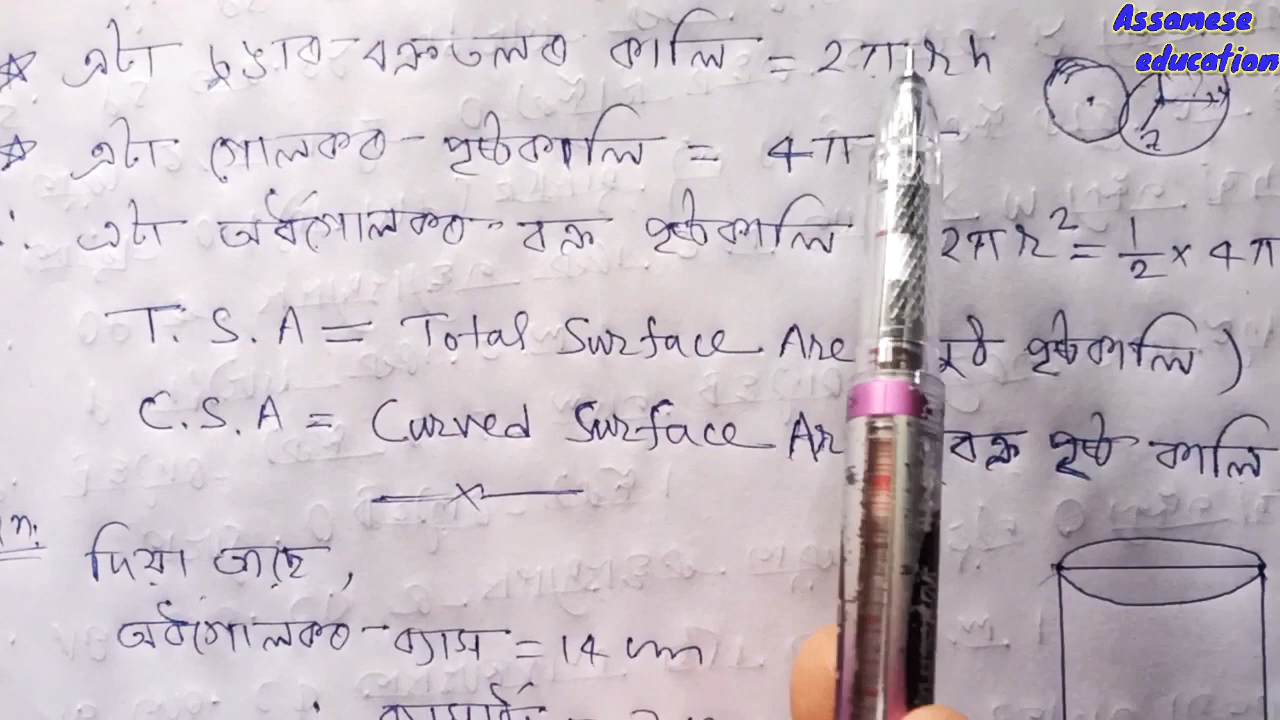 Assamese
education
☆ এটা চুঙাৰ বক্ৰতলৰ কালি = 2πrh
☆ এটা গোলকৰ পৃষ্ঠকালি = 4π
∴ এটা অৰ্ধগোলকৰ বক্ৰ পৃষ্ঠকালি 2πr² = 1/2 × 4π
T.S.A = Total Surface Are পৃষ্ঠকালি)
C.S.A = Curved Surface Ar বক্ৰ পৃষ্ঠ কালি
r
দিয়া আছে,
অৰ্ধগোলকৰ ব্যাস = 14 cm
∴ ব্যাসাৰ্ধ =